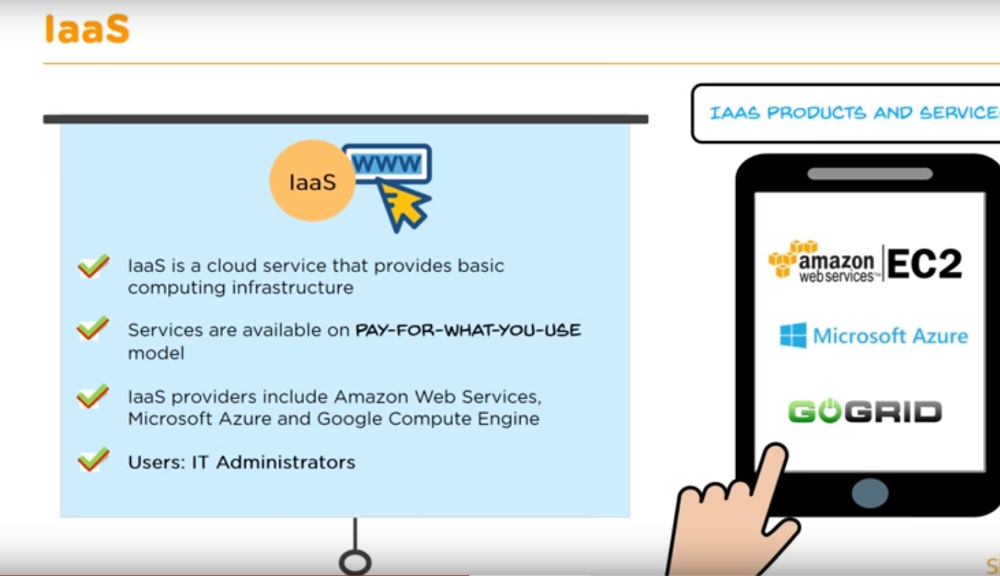 IaaS
IAAS PRODUCTS AND SERVICE
WWW
IaaS
IaaS is a cloud service that provides basic
computing infrastructure
Services are available on PAY-FOR-WHAT-YOU-USE
model
IaaS providers include Amazon Web Services,
Microsoft Azure and Google Compute Engine
Users: IT Administrators
amazon
web services™
EC2
Microsoft Azure
GOGRID